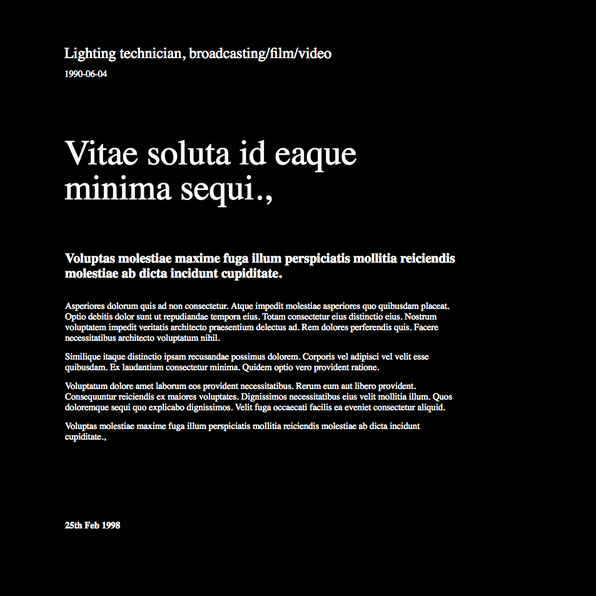 Lighting technician, broadcasting/film/video
1990-06-04
Vitae soluta id eaque
minima sequi.,
Voluptas molestiae maxime fuga illum perspiciatis mollitia reiciendis
molestiae ab dicta incidunt cupiditate.
Asperiores dolorum quis ad non consectetur. Atque impedit molestiae asperiores quo quibusdam placeat.
Optio debitis dolor sunt ut repudiandae tempora eius. Totam consectetur eius distinctio eius. Nostrum
voluptatem impedit veritatis architecto praesentium delectus ad. Rem dolores perferendis quis. Facere
necessitatibus architecto voluptatum nihil.
Similique itaque distinctio ipsam recusandae possimus dolorem. Corporis vel adipisci vel velit esse
quibusdam. Ex laudantium consectetur minima. Quidem optio vero provident ratione.
Voluptatum dolore amet laborum eos provident necessitatibus. Rerum eum aut libero provident.
Consequuntur reiciendis ex maiores voluptates. Dignissimos necessitatibus eius velit mollitia illum. Quos
doloremque sequi quo explicabo dignissimos. Velit fuga occaecati facilis ea eveniet consectetur aliquid.
Voluptas molestiae maxime fuga illum perspiciatis mollitia reiciendis molestiae ab dicta incidunt
cupiditate.,
25th Feb 1998